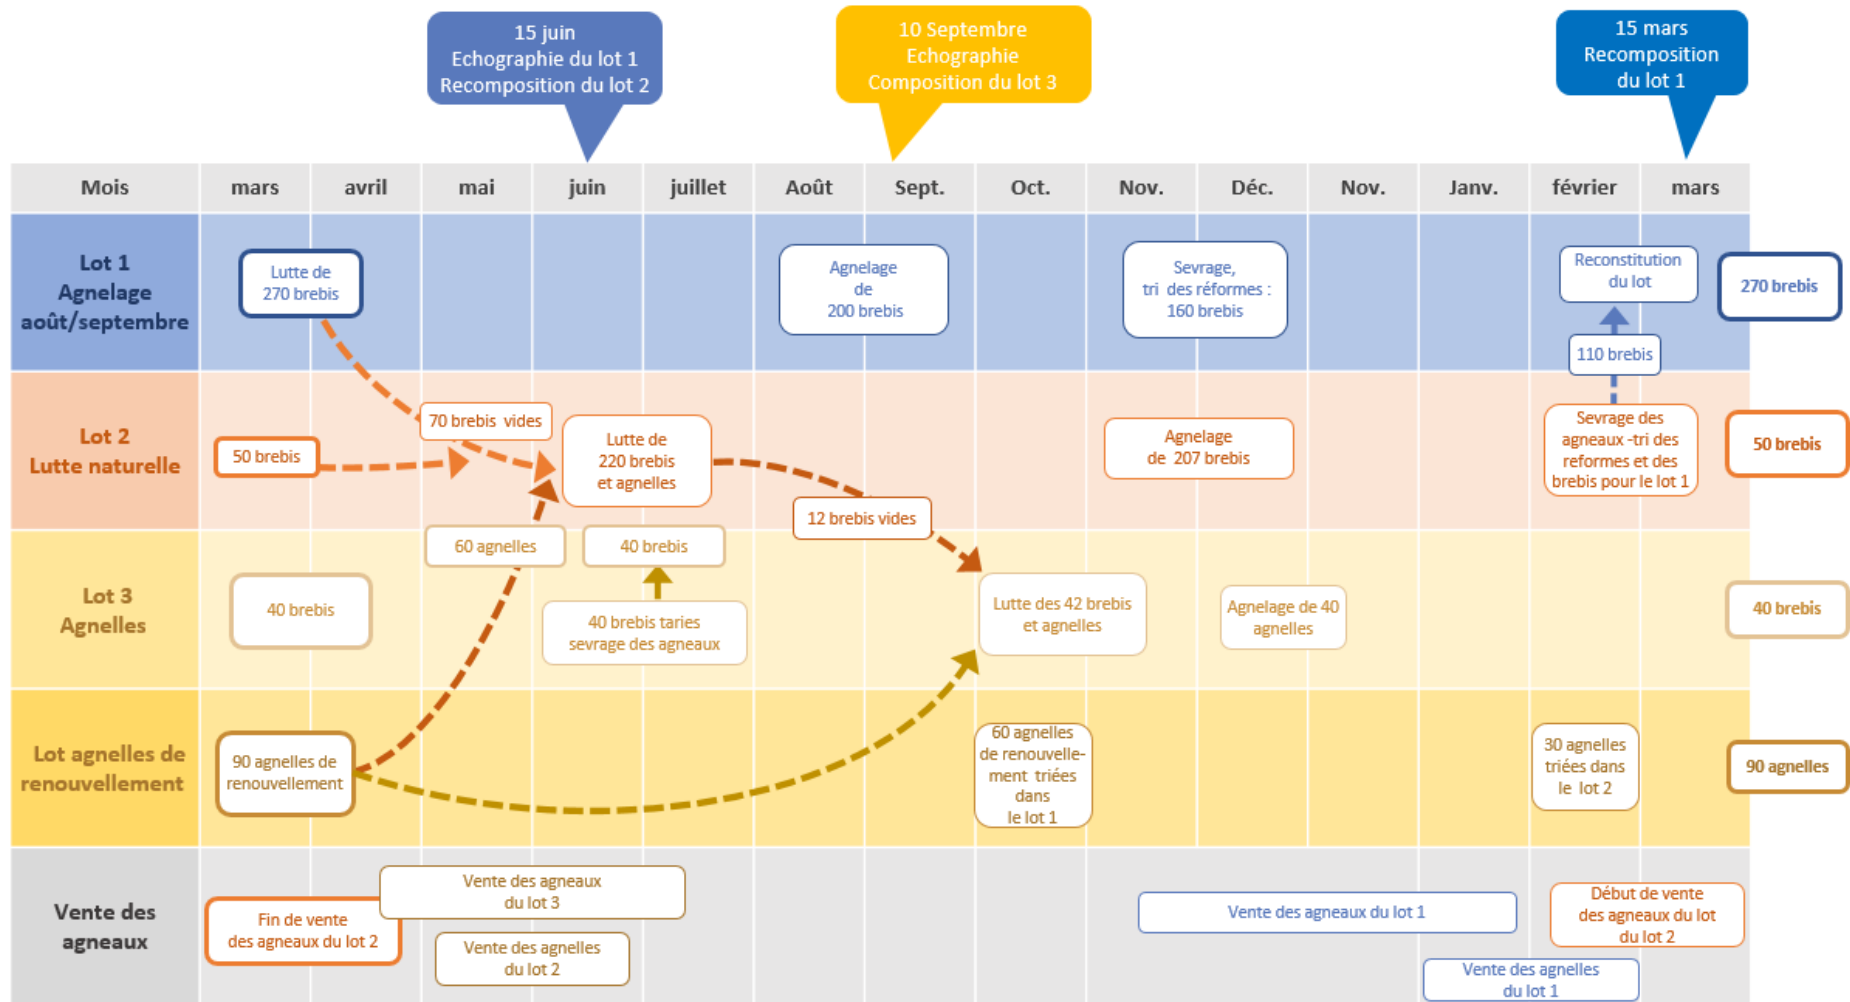 15 juin
Echographie du lot 1
Recomposition du lot 2
10 Septembre
Echographie
Composition du lot 3
15 mars
Recomposition
du lot 1
Mois
mars
avril
mai
juin
juillet
Août
Sept.
Oct.
Nov.
Déc.
Nov.
Janv.
février
mars
Lot 1
Agnelage
août/septembre
Lutte de
270 brebis
Agnelage
de
200 brebis
Sevrage,
tri des réformes :
160 brebis
Reconstitution
du lot
270 brebis
110 brebis
Lot 2
Lutte naturelle
50 brebis
70 brebis vides
Lutte de
220 brebis
et agnelles
12 brebis vides
Agnelage
de 207 brebis
Sevrage des
agneaux -tri des
reformes et des
brebis pour le lot 1
50 brebis
Lot 3
Agnelles
40 brebis
60 agnelles
40 brebis
40 brebis taries
sevrage des agneaux
Lutte des 42 brebis
et agnelles
Agnelage de 40
agnelles
40 brebis
Lot agnelles de
renouvellement
90 agnelles de
renouvellement
60 agnelles
de renouvelle-
ment triées
dans
le lot 1
30 agnelles
triées dans
le lot 2
90 agnelles
Vente des
agneaux
Fin de vente
des agneaux du lot 2
Vente des agneaux
du lot 3
Vente des agnelles
du lot 2
Vente des agneaux du lot 1
Début de vente
des agneaux du lot
du lot 2
Vente des agnelles
du lot 1